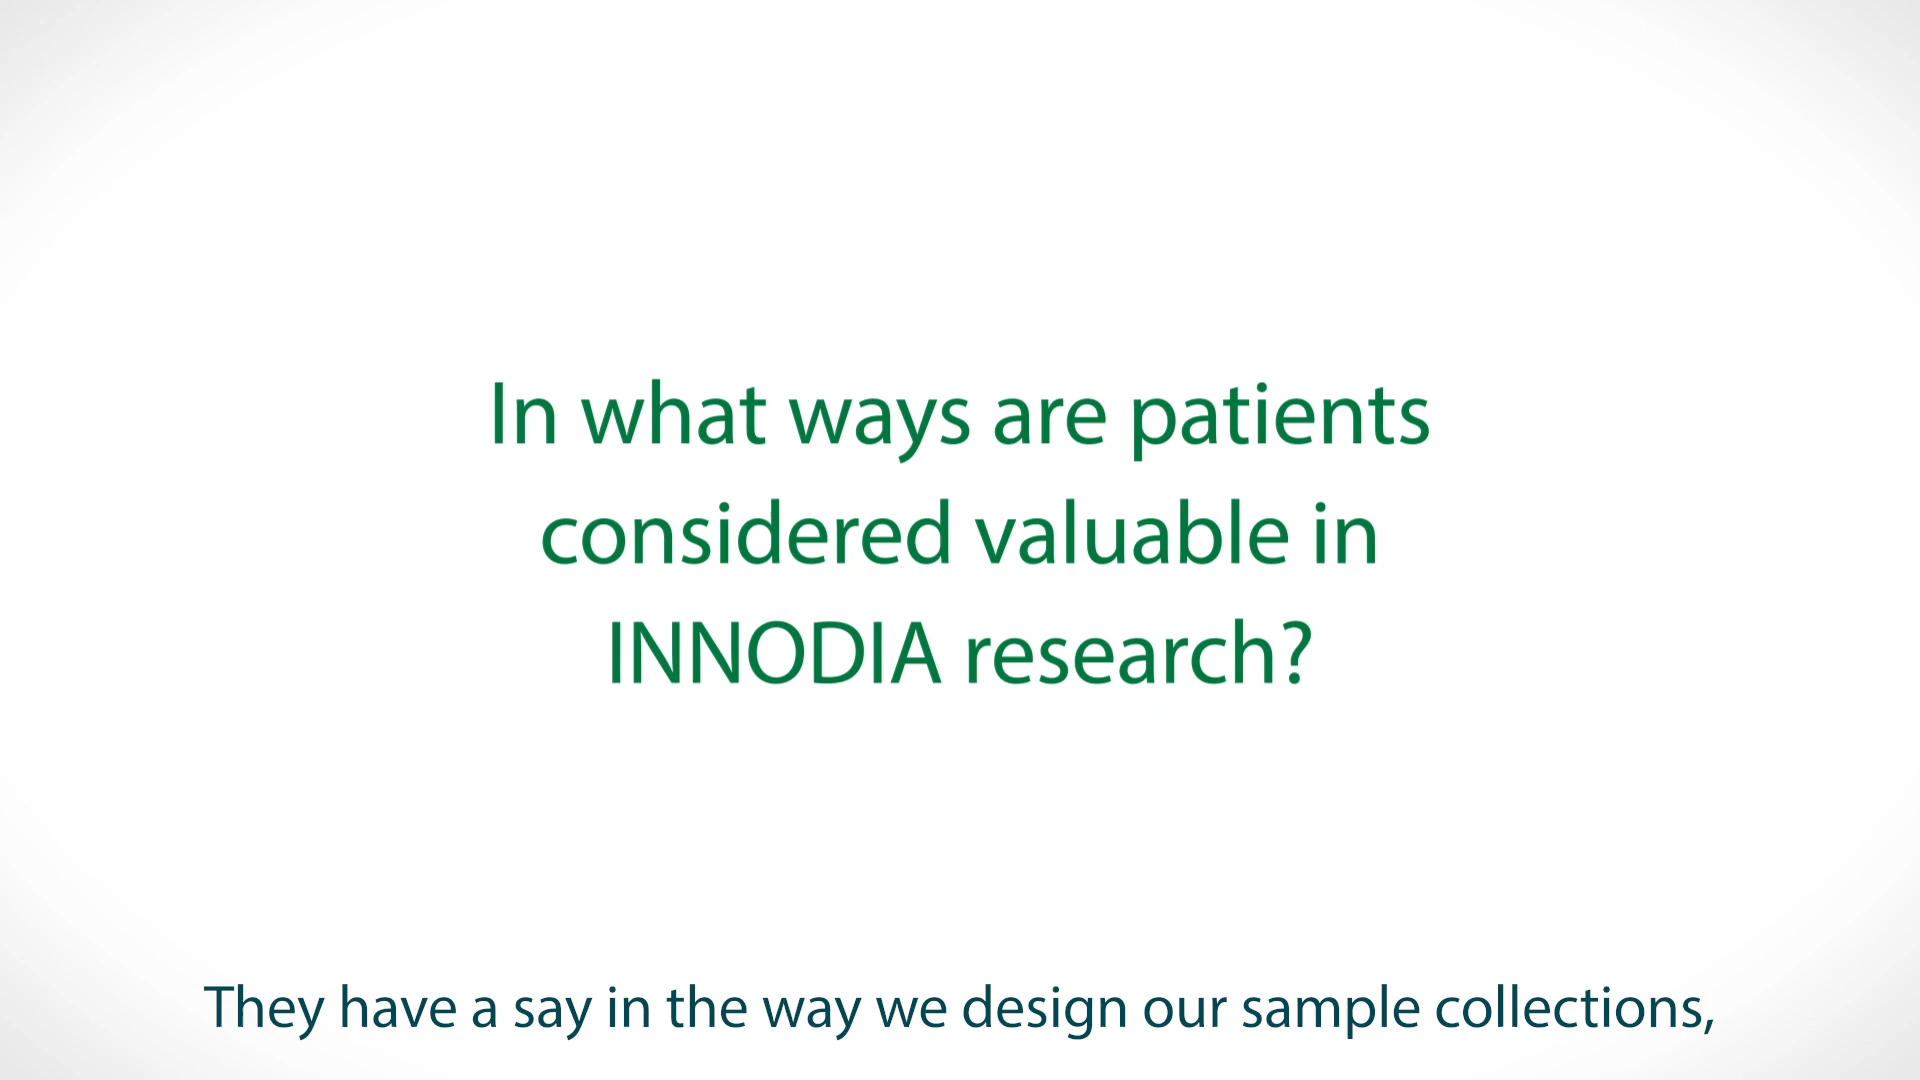 In what ways are patients
considered valuable in
INNODIA research?
They have a say in the way we design our sample collections,